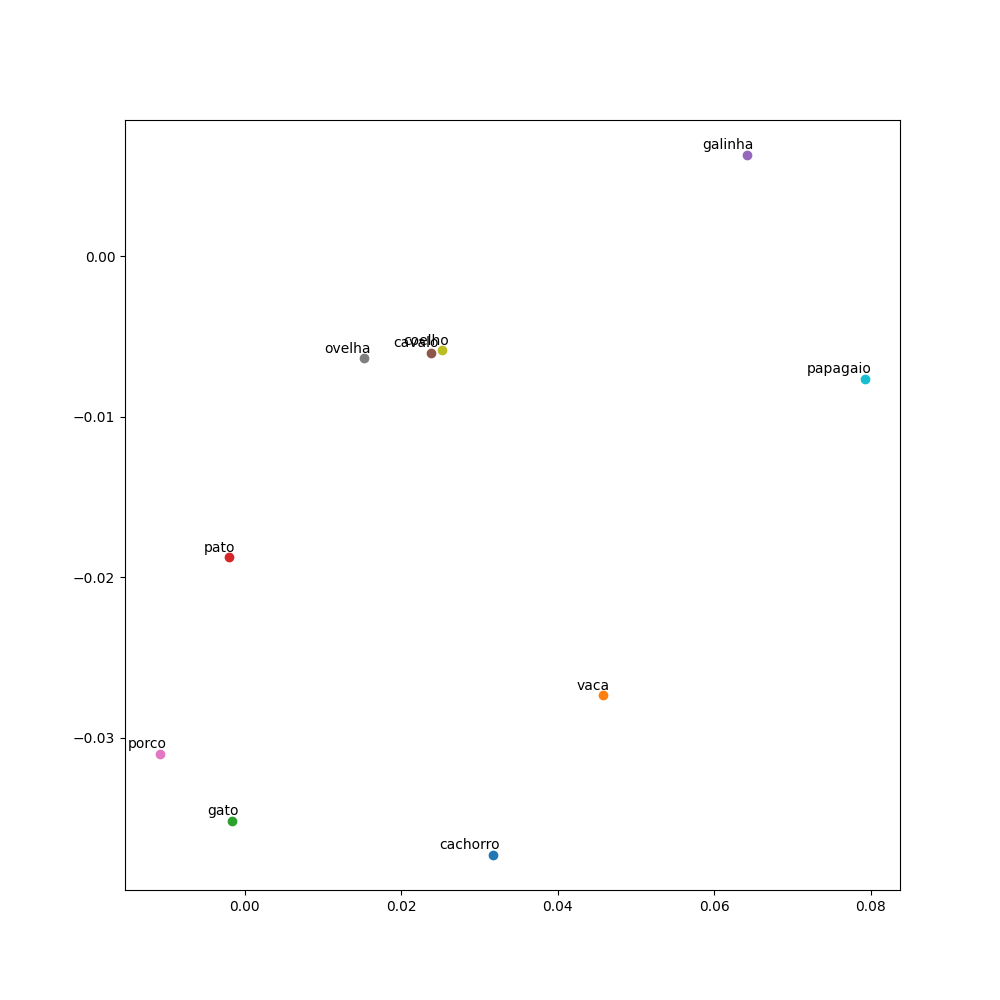 galinha
0.00
coelho
cavalo
ovelha
papagaio
−0.01
pato
−0.02
vaca
−0.03
porco
gato
cachorro
0.00 0.02 0.04 0.06 0.08